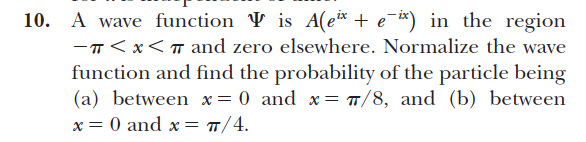 10. A wave function Ψ is A(eⁱˣ + e⁻ⁱˣ) in the region
−π < x < π and zero elsewhere. Normalize the wave
function and find the probability of the particle being
(a) between x = 0 and x = π/8, and (b) between
x = 0 and x = π/4.